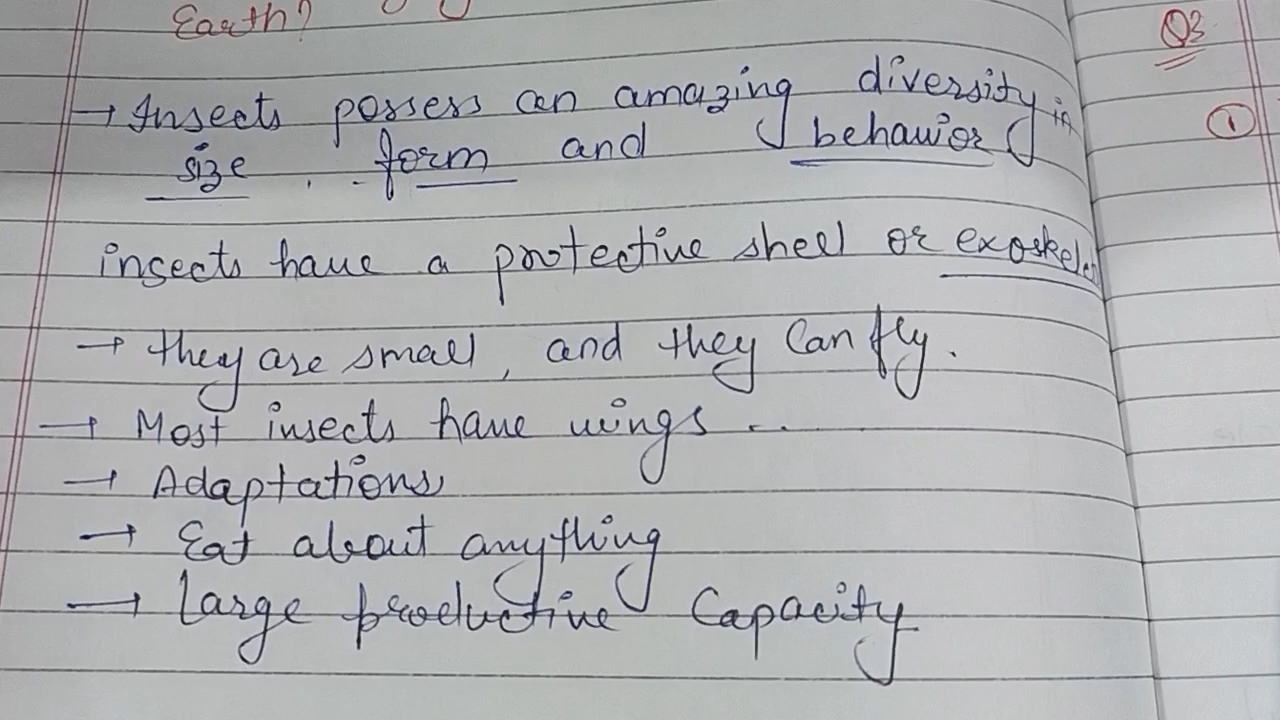 Earth?
→ Insects possess an amazing diversity in
size, form and behavior
insects have a protective shell or exoskele
→ they are small, and they can fly.
→ Most insects have wings..
→ Adaptations
→ Eat about anything
→ Large productive Capacity
Q3
1